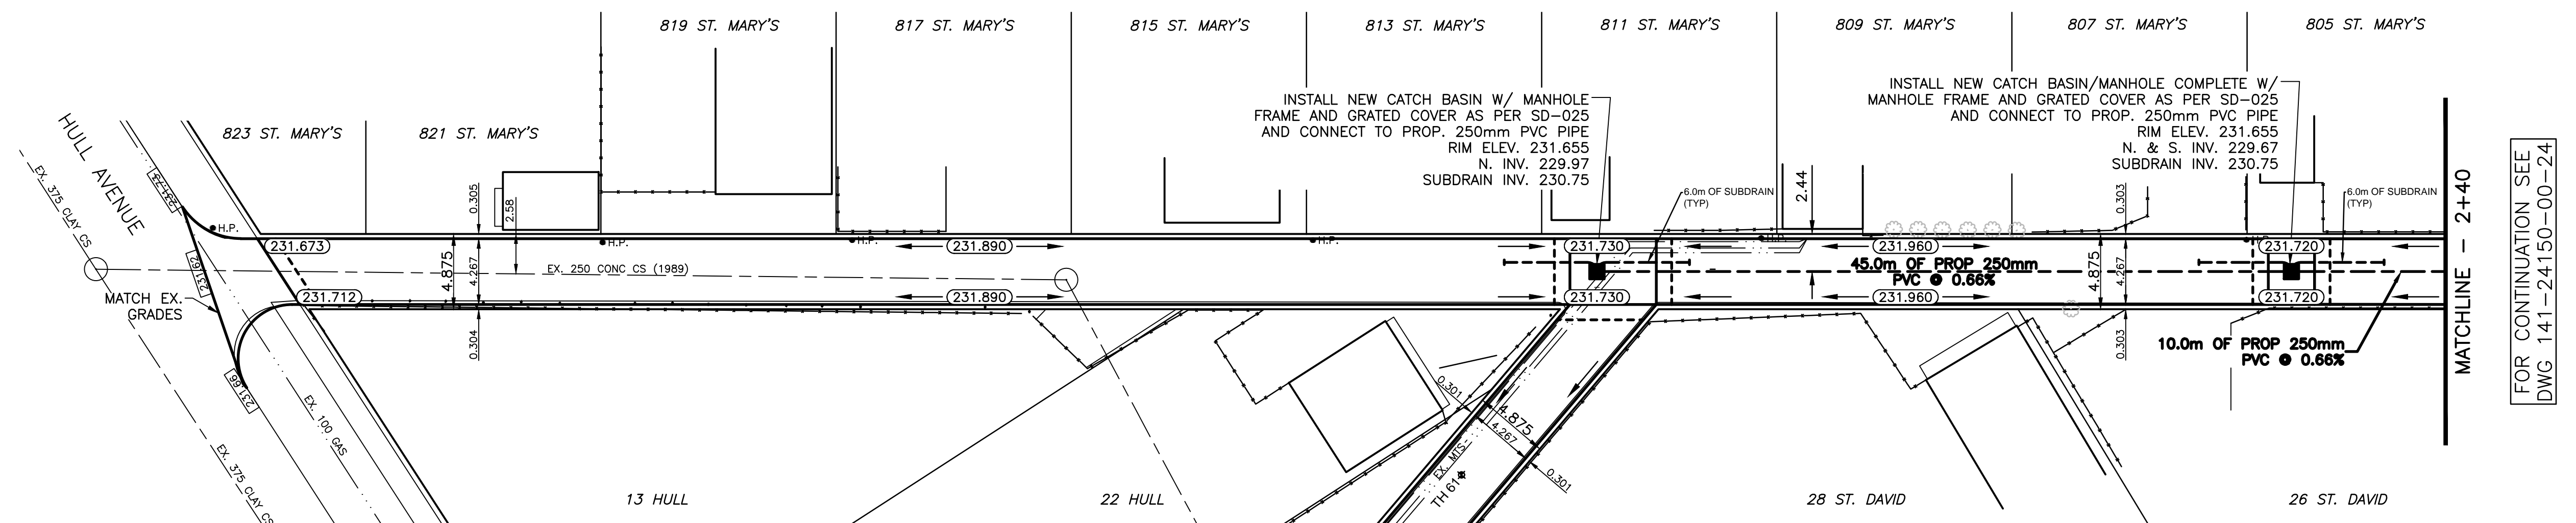 819 ST. MARY'S
817 ST. MARY'S
815 ST. MARY'S
813 ST. MARY'S
811 ST. MARY'S
809 ST. MARY'S
807 ST. MARY'S
805 ST. MARY'S
823 ST. MARY'S
821 ST. MARY'S
INSTALL NEW CATCH BASIN W/ MANHOLE
FRAME AND GRATED COVER AS PER SD-025
AND CONNECT TO PROP. 250mm PVC PIPE
RIM ELEV. 231.655
N. INV. 229.97
SUBDRAIN INV. 230.75
INSTALL NEW CATCH BASIN/MANHOLE COMPLETE W/
MANHOLE FRAME AND GRATED COVER AS PER SD-025
AND CONNECT TO PROP. 250mm PVC PIPE
RIM ELEV. 231.655
N. & S. INV. 229.67
SUBDRAIN INV. 230.75
HULL AVENUE
EX. 375 CLAY CS
231.73
H.P.
231.673
231.62
MATCH EX.
GRADES
231.712
231.66
EX. 100 GAS
EX. 375 CLAY CS
0.305
2.58
4.875
4.267
0.304
H.P.
EX. 250 CONC CS (1989)
H.P.
231.890
231.890
H.P.
6.0m OF SUBDRAIN
(TYP)
2.44
231.730
231.730
H.P.
231.960
45.0m OF PROP 250mm
PVC @ 0.66%
231.960
0.303
4.875
4.267
0.303
6.0m OF SUBDRAIN
(TYP)
231.720
231.720
10.0m OF PROP 250mm
PVC @ 0.66%
0.301
4.875
4.267
0.301
EX. MTS
TH 61
13 HULL
22 HULL
28 ST. DAVID
26 ST. DAVID
MATCHLINE - 2+40
FOR CONTINUATION SEE
DWG 141-24150-00-24